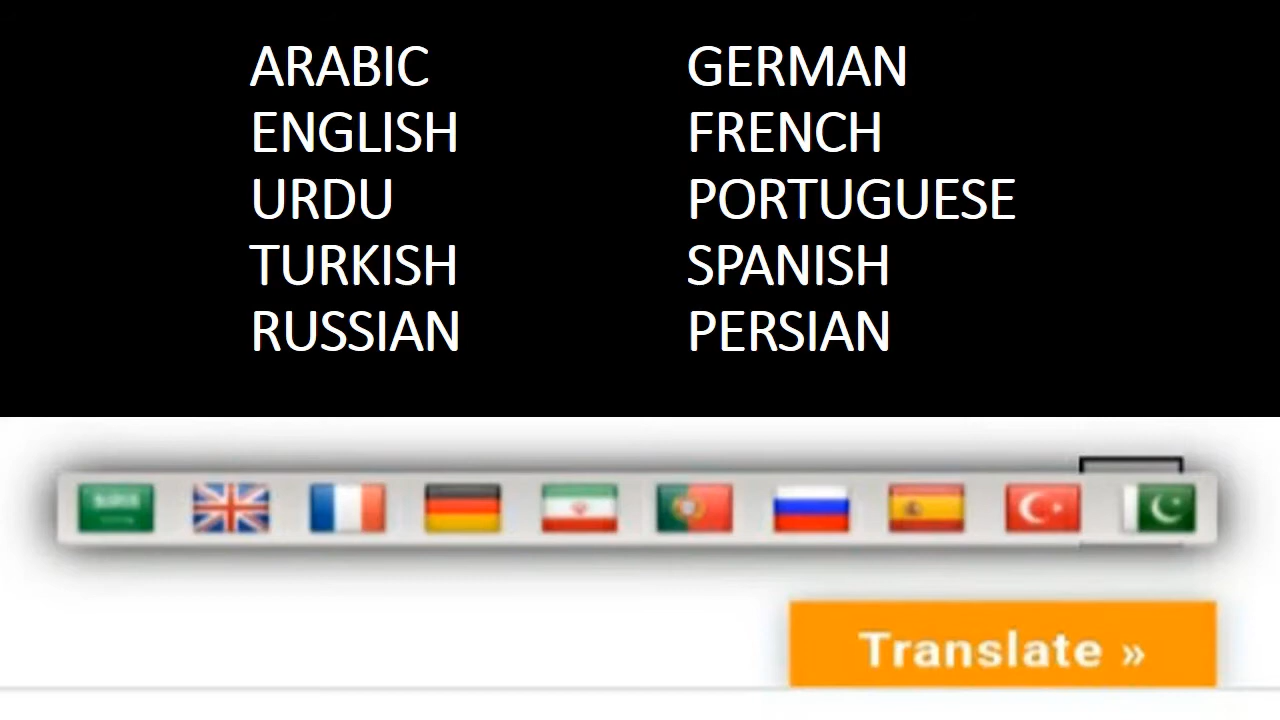 ARABIC
ENGLISH
URDU
TURKISH
RUSSIAN
GERMAN
FRENCH
PORTUGUESE
SPANISH
PERSIAN
Translate »